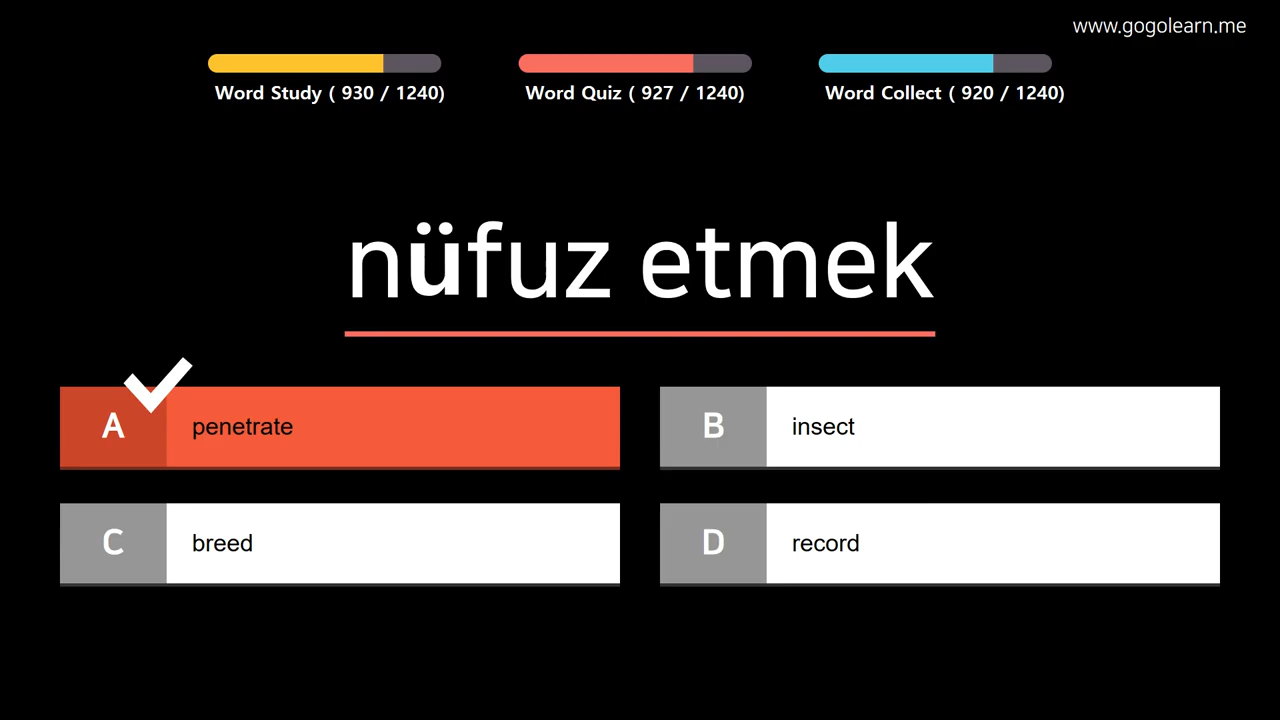 www.gogolearn.me
Word Study ( 930 / 1240)
Word Quiz ( 927 / 1240)
Word Collect ( 920 / 1240)
nüfuz etmek
A penetrate
B insect
C breed
D record